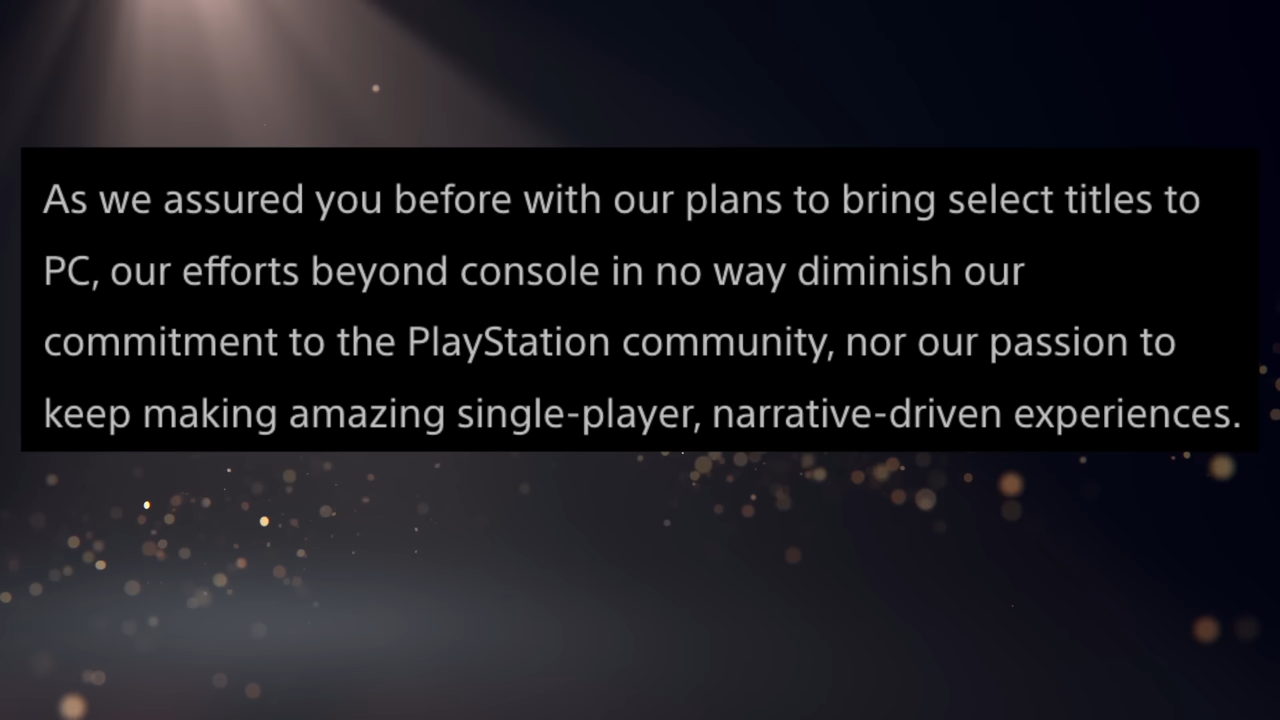 As we assured you before with our plans to bring select titles to
PC, our efforts beyond console in no way diminish our
commitment to the PlayStation community, nor our passion to
keep making amazing single-player, narrative-driven experiences.